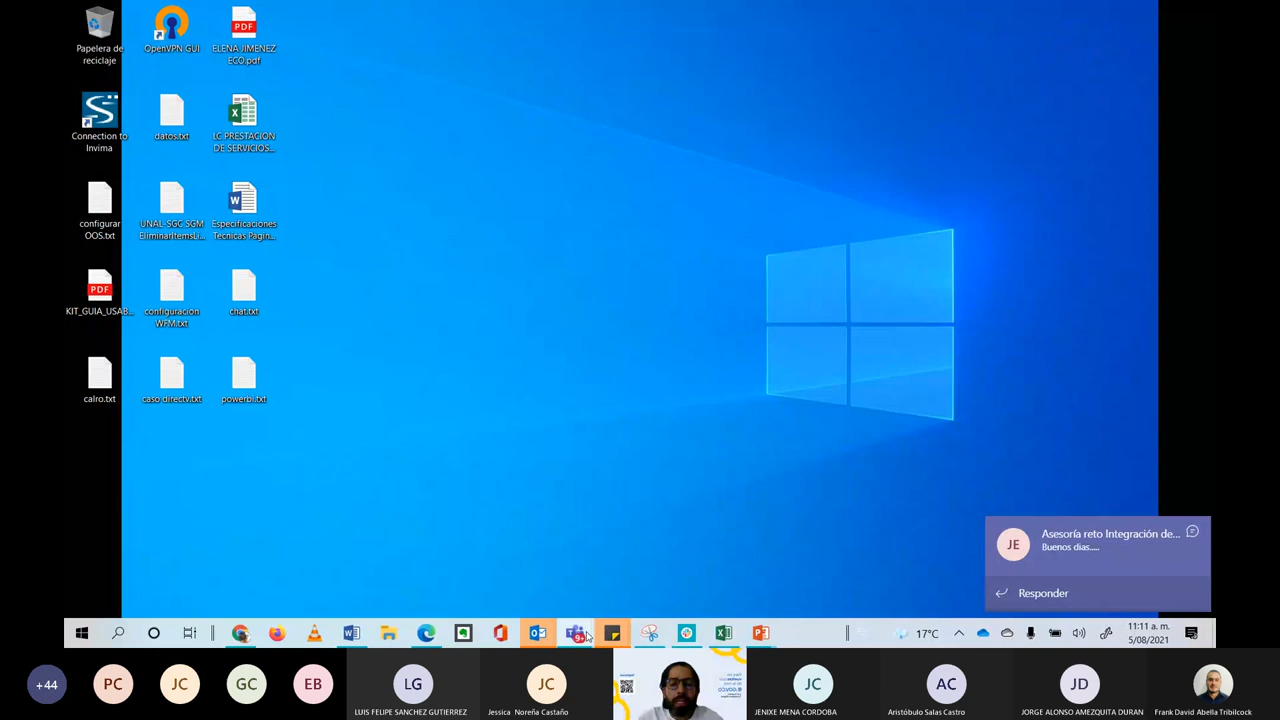 Papelera de
reciclaje
OpenVPN GUI
PDF
ELENA JIMENEZ
ECO.pdf
Connection to
Invima
datos.txt
LC PRESTACION
DE SERVICIOS...
configurar
OOS.txt
UNAL-SGC SGM
EliminarItemsLi...
Especificaciones
Tecnicas Pagin...
PDF
KIT_GUIA_USAB...
configuracion
WFM.txt
chat.txt
calro.txt
caso directv.txt
powerbi.txt
JE
Asesoría reto Integración de...
Buenos dias.....
Responder
9+
17°C
11:11 a. m.
5/08/2021
+44
PC
JC
GC
EB
LG
LUIS FELIPE SANCHEZ GUTIERREZ
JC
Jessica Noreña Castaño
JC
JENIXE MENA CORDOBA
AC
Aristóbulo Salas Castro
JD
JORGE ALONSO AMEZQUITA DURAN
Frank David Abella Tribilcock